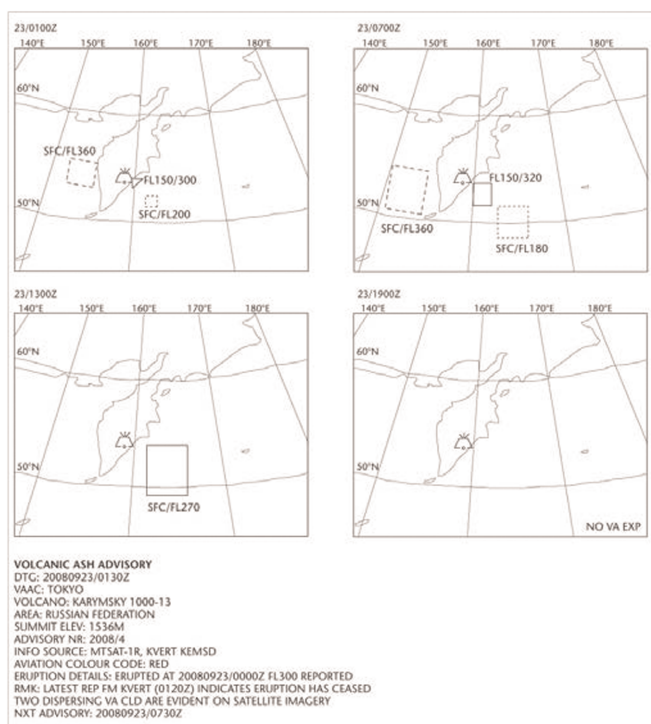 23/0100Z
140°E 150°E 160°E 170°E 180°E
60°N
SFC/FL360
FL150/300
50°N
SFC/FL200
23/0700Z
140°E 150°E 160°E 170°E 180°E
60°N
FL150/320
50°N
SFC/FL360
SFC/FL180
23/1300Z
140°E 150°E 160°E 170°E 180°E
60°N
50°N
SFC/FL270
23/1900Z
140°E 150°E 160°E 170°E 180°E
60°N
50°N
NO VA EXP
VOLCANIC ASH ADVISORY
DTG: 20080923/0130Z
VAAC: TOKYO
VOLCANO: KARYMSKY 1000-13
AREA: RUSSIAN FEDERATION
SUMMIT ELEV: 1536M
ADVISORY NR: 2008/4
INFO SOURCE: MTSAT-1R, KVERT KEMSD
AVIATION COLOUR CODE: RED
ERUPTION DETAILS: ERUPTED AT 20080923/0000Z FL300 REPORTED
RMK: LATEST REP FM KVERT (0120Z) INDICATES ERUPTION HAS CEASED
TWO DISPERSING VA CLD ARE EVIDENT ON SATELLITE IMAGERY
NXT ADVISORY: 20080923/0730Z